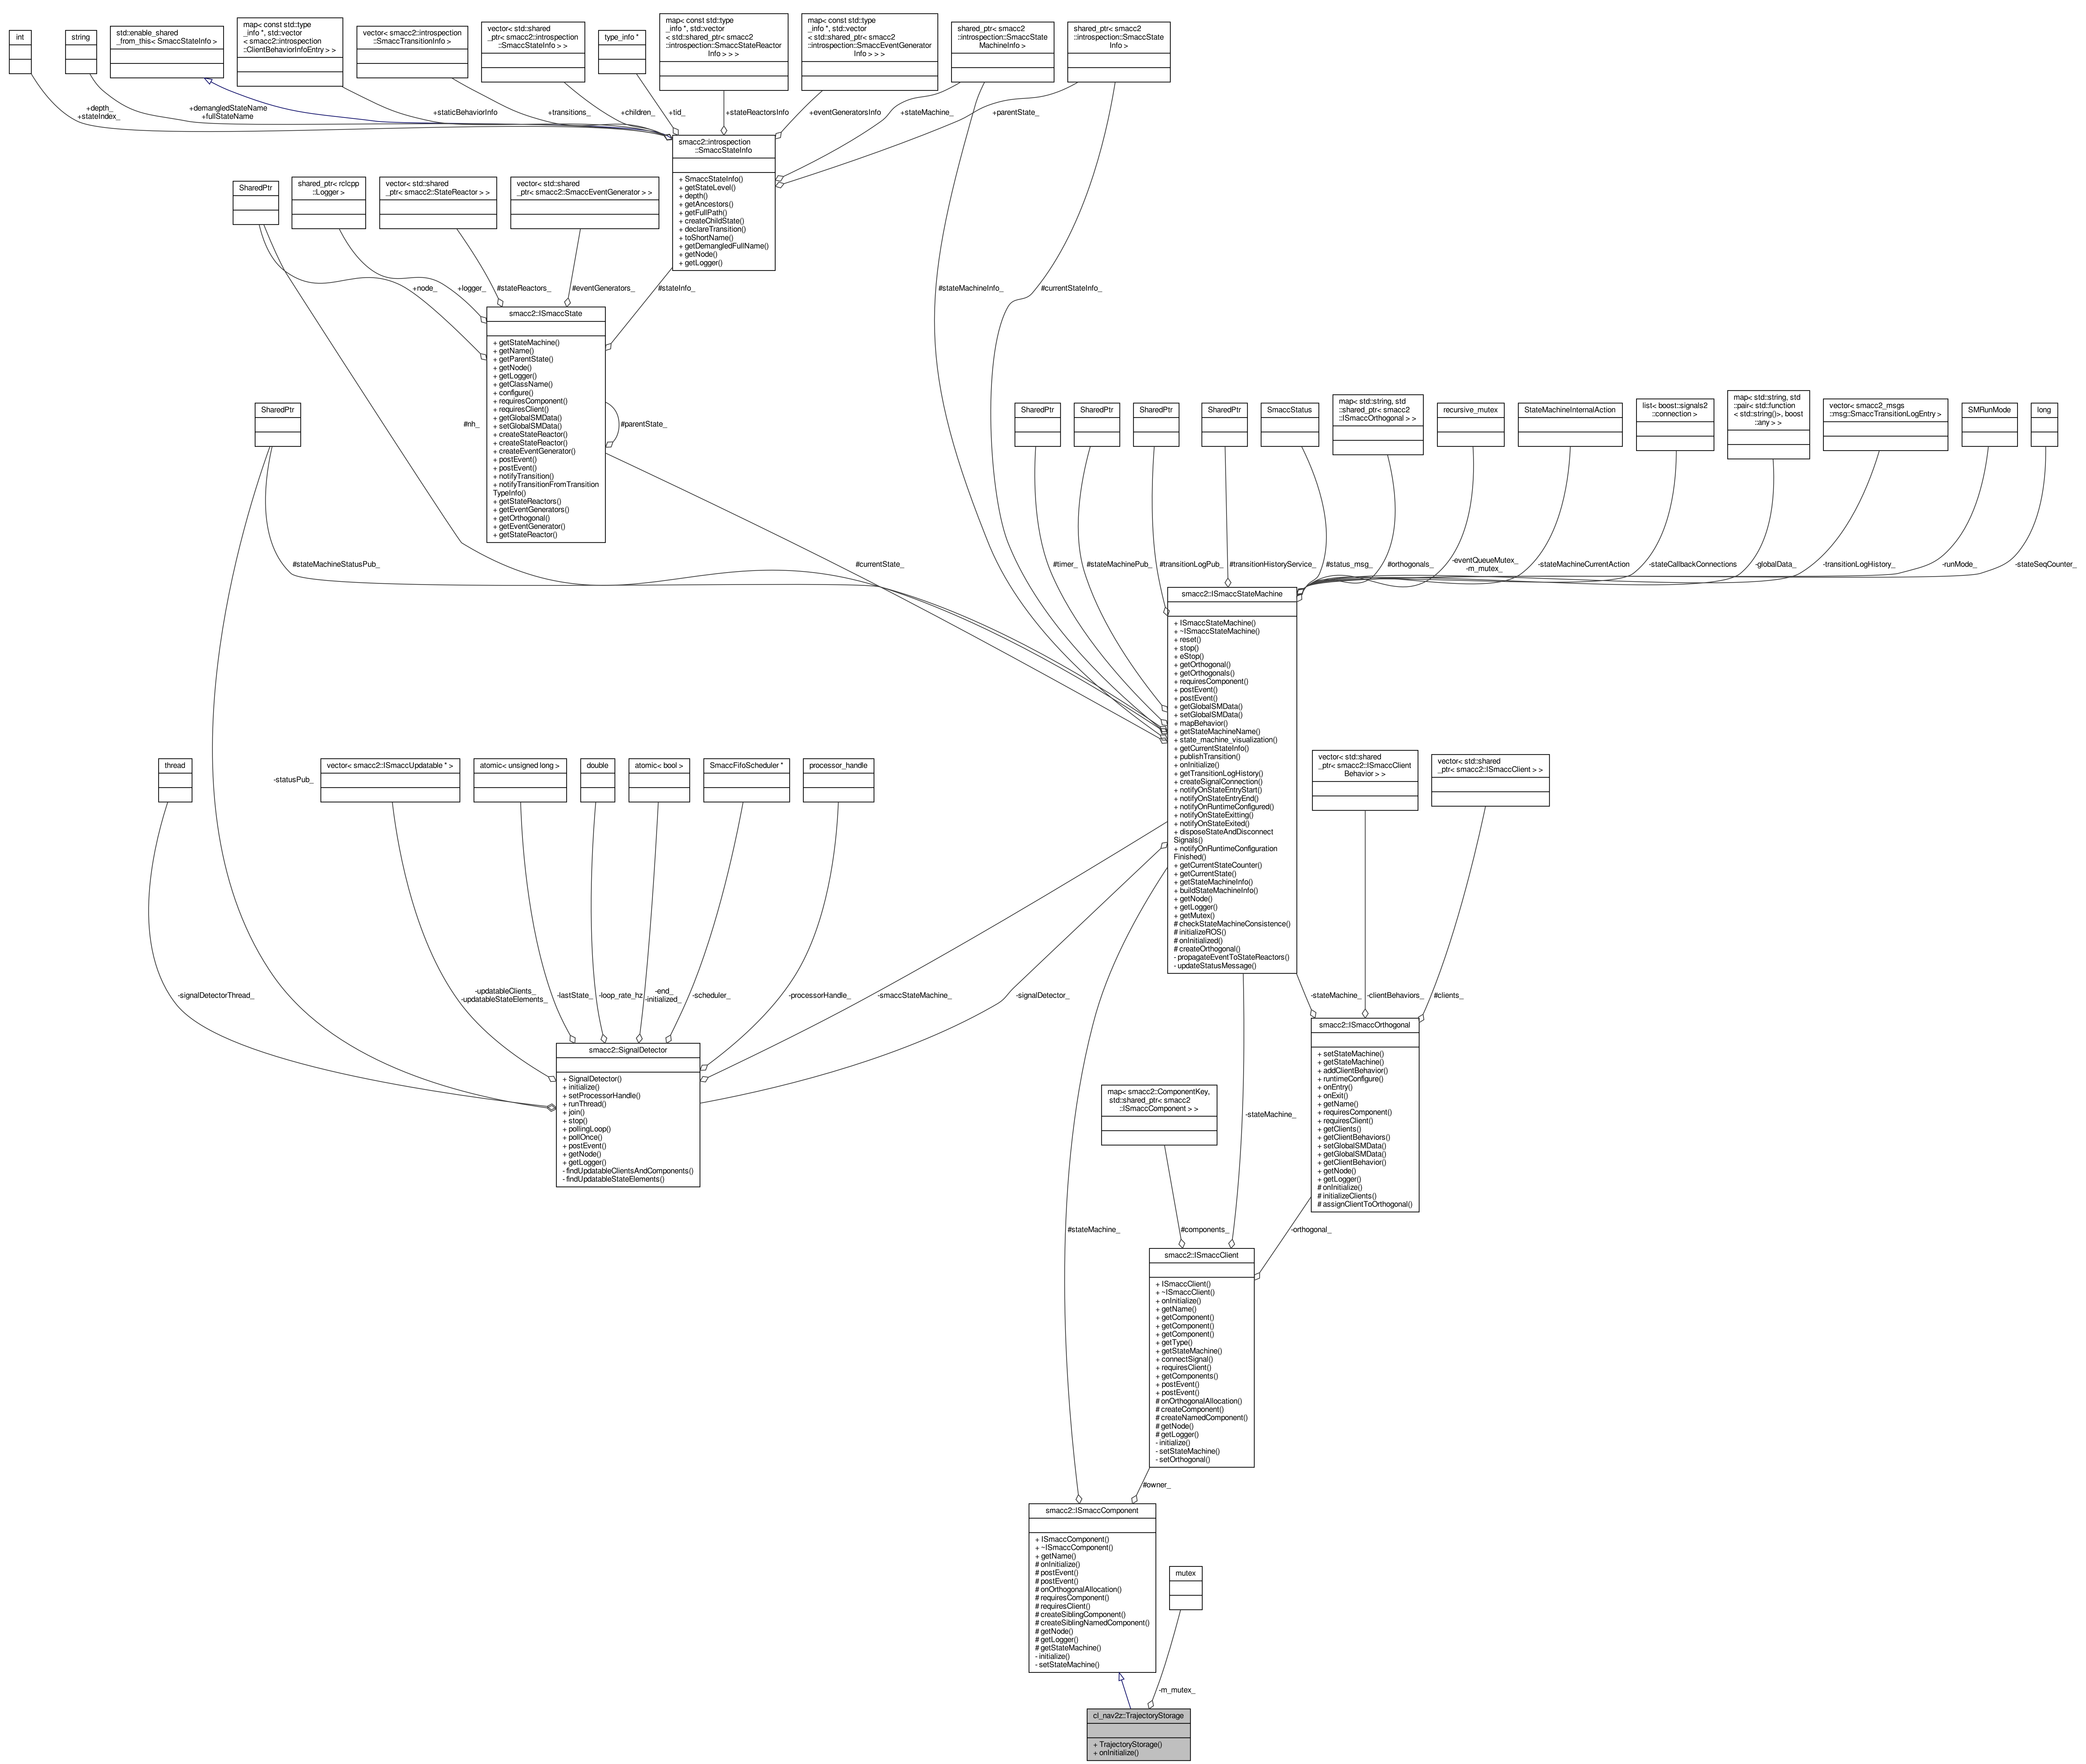 int
string
std::enable_shared
_from_this< SmaccStateInfo >
map< const std::type
_info *, std::vector
< smacc2::introspection
::ClientBehaviorInfoEntry > >
vector< smacc2::introspection
::SmaccTransitionInfo >
vector< std::shared
_ptr< smacc2::introspection
::SmaccStateInfo > >
type_info *
map< const std::type
_info *, std::vector
< std::shared_ptr< smacc2
::introspection::SmaccStateReactor
Info > > >
map< const std::type
_info *, std::vector
< std::shared_ptr< smacc2
::introspection::SmaccEventGenerator
Info > > >
shared_ptr< smacc2
::introspection::SmaccState
MachineInfo >
shared_ptr< smacc2
::introspection::SmaccState
Info >
+depth_
+stateIndex_
+demangledStateName
+fullStateName
+staticBehaviorInfo
+transitions_
+children_
+tid_
+stateReactorsInfo
+eventGeneratorsInfo
+stateMachine_
+parentState_
smacc2::introspection
::SmaccStateInfo
+ SmaccStateInfo()
+ getStateLevel()
+ depth()
+ getAncestors()
+ getFullPath()
+ createChildState()
+ declareTransition()
+ toShortName()
+ getDemangledFullName()
+ getNode()
+ getLogger()
SharedPtr
shared_ptr< rclcpp
::Logger >
vector< std::shared
_ptr< smacc2::StateReactor > >
vector< std::shared
_ptr< smacc2::SmaccEventGenerator > >
+node_
+logger_
#stateReactors_
#eventGenerators_
#stateInfo_
#stateMachineInfo_
#currentStateInfo_
smacc2::ISmaccState
+ getStateMachine()
+ getName()
+ getParentState()
+ getNode()
+ getLogger()
+ getClassName()
+ configure()
+ requiresComponent()
+ requiresClient()
+ getGlobalSMData()
+ setGlobalSMData()
+ createStateReactor()
+ createStateReactor()
+ createEventGenerator()
+ postEvent()
+ postEvent()
+ notifyTransition()
+ notifyTransitionFromTransition
TypeInfo()
+ getStateReactors()
+ getEventGenerators()
+ getOrthogonal()
+ getEventGenerator()
+ getStateReactor()
#parentState_
#nh_
SharedPtr
SharedPtr
SharedPtr
SharedPtr
SharedPtr
SmaccStatus
map< std::string, std
::shared_ptr< smacc2
::ISmaccOrthogonal > >
recursive_mutex
StateMachineInternalAction
list< boost::signals2
::connection >
map< std::string, std
::pair< std::function
< std::string()>, boost
::any > >
vector< smacc2_msgs
::msg::SmaccTransitionLogEntry >
SMRunMode
long
#stateMachineStatusPub_
#currentState_
#timer_
#stateMachinePub_
#transitionLogPub_
#transitionHistoryService_
#status_msg_
#orthogonals_
-eventQueueMutex_
-m_mutex_
-stateMachineCurrentAction
-stateCallbackConnections
-globalData_
-transitionLogHistory_
-runMode_
-stateSeqCounter_
smacc2::ISmaccStateMachine
+ ISmaccStateMachine()
+ ~ISmaccStateMachine()
+ reset()
+ stop()
+ eStop()
+ getOrthogonal()
+ getOrthogonals()
+ requiresComponent()
+ postEvent()
+ postEvent()
+ getGlobalSMData()
+ setGlobalSMData()
+ mapBehavior()
+ getStateMachineName()
+ state_machine_visualization()
+ getCurrentStateInfo()
+ publishTransition()
+ onInitialize()
+ getTransitionLogHistory()
+ createSignalConnection()
+ notifyOnStateEntryStart()
+ notifyOnStateEntryEnd()
+ notifyOnRuntimeConfigured()
+ notifyOnStateExitting()
+ notifyOnStateExited()
+ disposeStateAndDisconnect
Signals()
+ notifyOnRuntimeConfiguration
Finished()
+ getCurrentStateCounter()
+ getCurrentState()
+ getStateMachineInfo()
+ buildStateMachineInfo()
+ getNode()
+ getLogger()
+ getMutex()
# checkStateMachineConsistence()
# initializeROS()
# onInitialized()
# createOrthogonal()
- propagateEventToStateReactors()
- updateStatusMessage()
thread
-statusPub_
vector< smacc2::ISmaccUpdatable * >
atomic< unsigned long >
double
atomic< bool >
SmaccFifoScheduler *
processor_handle
vector< std::shared
_ptr< smacc2::ISmaccClient
Behavior > >
vector< std::shared
_ptr< smacc2::ISmaccClient > >
-signalDetectorThread_
-updatableClients_
-updatableStateElements_
-lastState_
-loop_rate_hz
-end_
-initialized_
-scheduler_
-processorHandle_
-smaccStateMachine_
-signalDetector_
-stateMachine_
-clientBehaviors_
#clients_
smacc2::SignalDetector
+ SignalDetector()
+ initialize()
+ setProcessorHandle()
+ runThread()
+ join()
+ stop()
+ pollingLoop()
+ pollOnce()
+ postEvent()
+ getNode()
+ getLogger()
- findUpdatableClientsAndComponents()
- findUpdatableStateElements()
smacc2::ISmaccOrthogonal
+ setStateMachine()
+ getStateMachine()
+ addClientBehavior()
+ runtimeConfigure()
+ onEntry()
+ onExit()
+ getName()
+ requiresComponent()
+ requiresClient()
+ getClients()
+ getClientBehaviors()
+ setGlobalSMData()
+ getGlobalSMData()
+ getClientBehavior()
+ getNode()
+ getLogger()
# onInitialize()
# initializeClients()
# assignClientToOrthogonal()
map< smacc2::ComponentKey,
std::shared_ptr< smacc2
::ISmaccComponent > >
-stateMachine_
#stateMachine_
#components_
-orthogonal_
smacc2::ISmaccClient
+ ISmaccClient()
+ ~ISmaccClient()
+ onInitialize()
+ getName()
+ getComponent()
+ getComponent()
+ getComponent()
+ getType()
+ getStateMachine()
+ connectSignal()
+ requiresClient()
+ getComponents()
+ postEvent()
+ postEvent()
# onOrthogonalAllocation()
# createComponent()
# createNamedComponent()
# getNode()
# getLogger()
- initialize()
- setStateMachine()
- setOrthogonal()
#owner_
smacc2::ISmaccComponent
+ ISmaccComponent()
+ ~ISmaccComponent()
+ getName()
# onInitialize()
# postEvent()
# postEvent()
# onOrthogonalAllocation()
# requiresComponent()
# requiresClient()
# createSiblingComponent()
# createSiblingNamedComponent()
# getNode()
# getLogger()
# getStateMachine()
- initialize()
- setStateMachine()
mutex
-m_mutex_
cl_nav2z::TrajectoryStorage
+ TrajectoryStorage()
+ onInitialize()